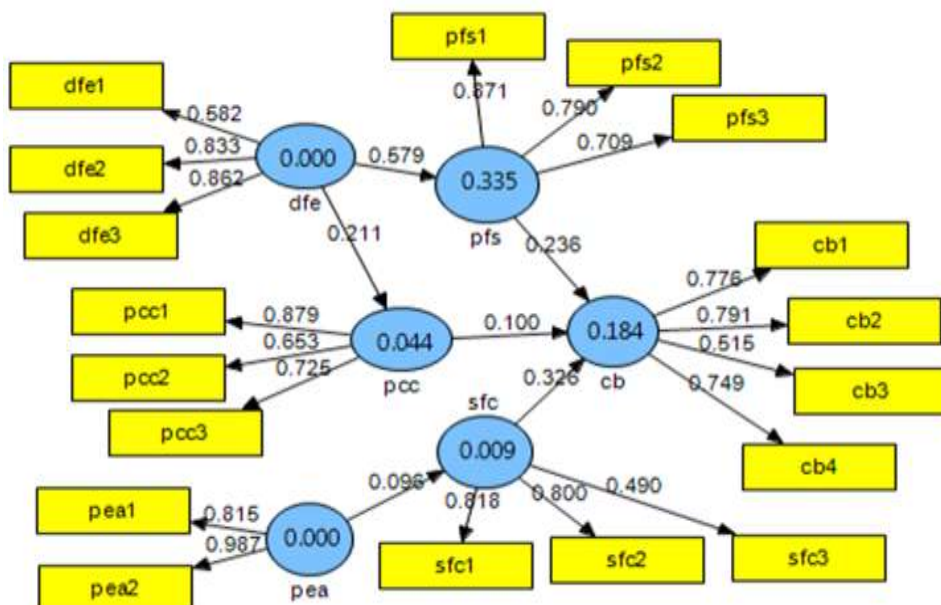 pfs1
pfs2
pfs3
0.871
0.790
0.709
dfe1
dfe2
dfe3
0.582
0.833
0.862
0.000
dfe
0.579
0.335
pfs
0.211
0.236
pcc1
pcc2
pcc3
0.879
0.653
0.725
0.044
pcc
0.100
0.184
cb
0.776
0.791
0.515
0.749
cb1
cb2
cb3
cb4
0.326
sfc
0.009
0.096
0.818
0.800
0.490
sfc1
sfc2
sfc3
pea1
pea2
0.815
0.987
0.000
pea